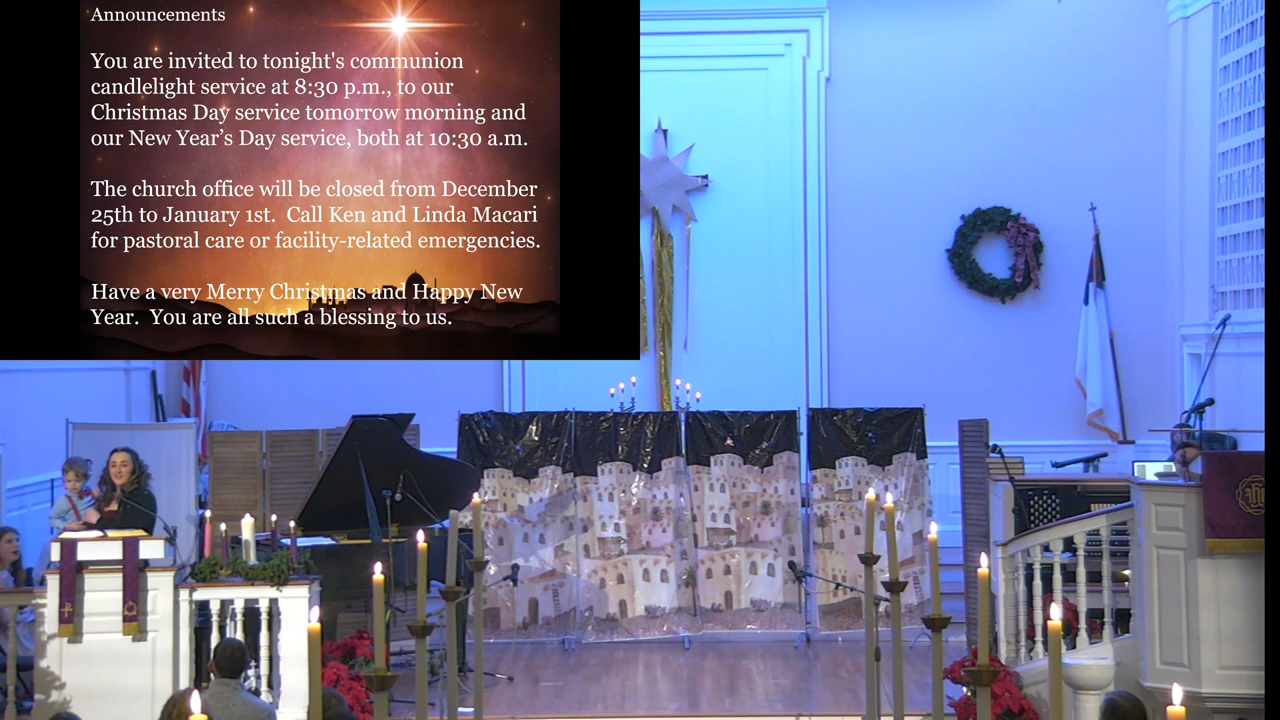 Announcements
You are invited to tonight's communion
candlelight service at 8:30 p.m., to our
Christmas Day service tomorrow morning and
our New Year’s Day service, both at 10:30 a.m.
The church office will be closed from December
25th to January 1st.  Call Ken and Linda Macari
for pastoral care or facility-related emergencies.
Have a very Merry Christmas and Happy New
Year.  You are all such a blessing to us.